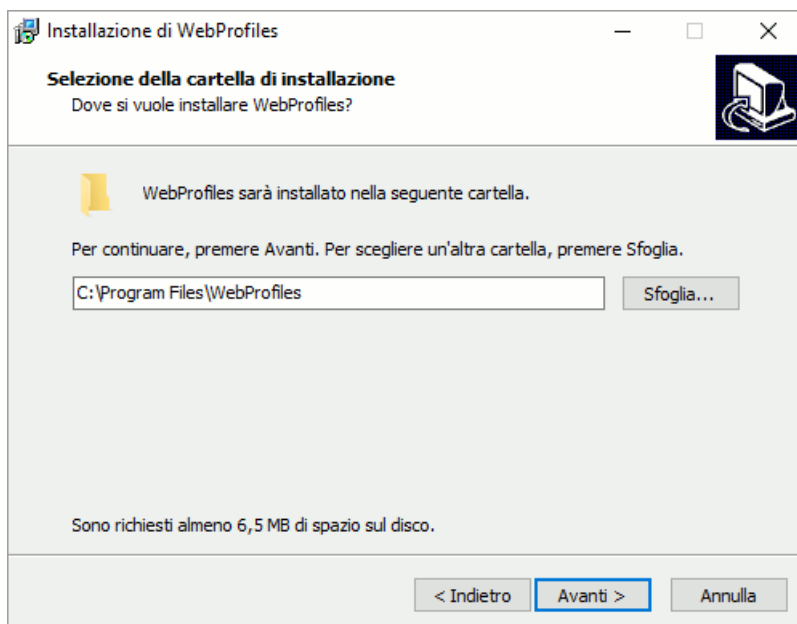 Installazione di WebProfiles
Selezione della cartella di installazione
Dove si vuole installare WebProfiles?
WebProfiles sarà installato nella seguente cartella.
Per continuare, premere Avanti. Per scegliere un'altra cartella, premere Sfoglia.
C:\Program Files\WebProfiles
Sfoglia...
Sono richiesti almeno 6,5 MB di spazio sul disco.
< Indietro
Avanti >
Annulla